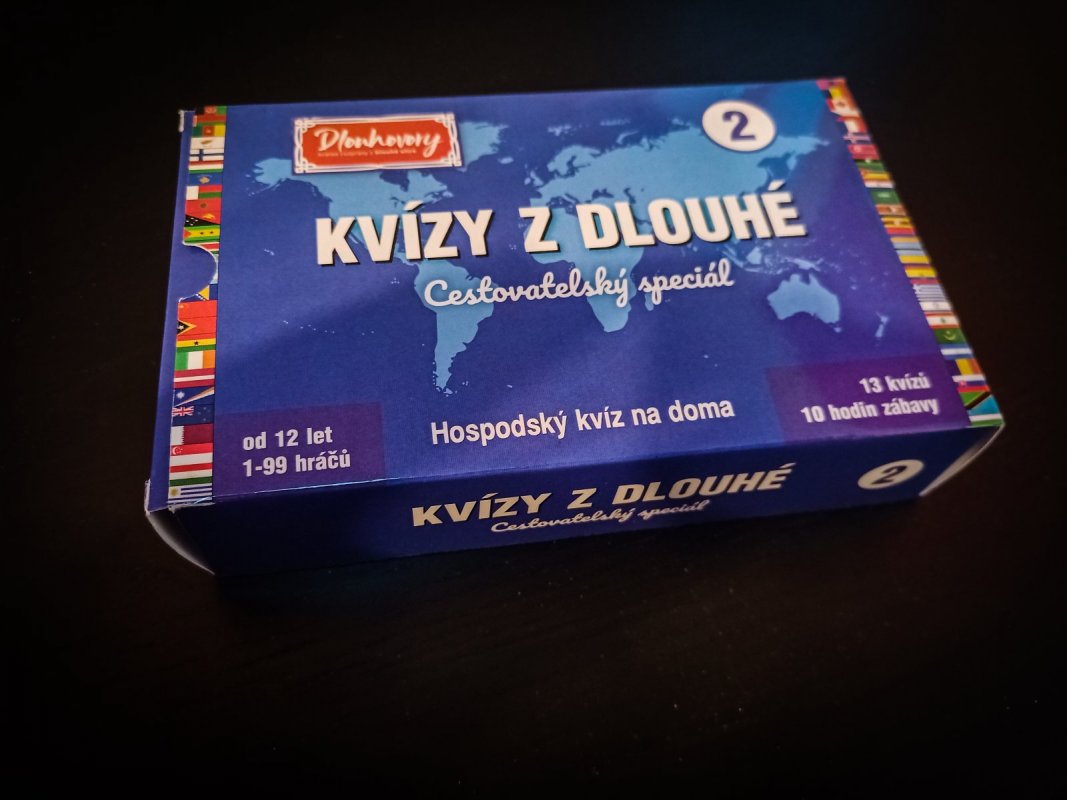 Dlouhovory
2
KVÍZY Z DLOUHÉ
Cestovatelský speciál
od 12 let
1-99 hráčů
Hospodský kvíz na doma
13 kvízů
10 hodin zábavy
KVÍZY Z DLOUHÉ
Cestovatelský speciál
2